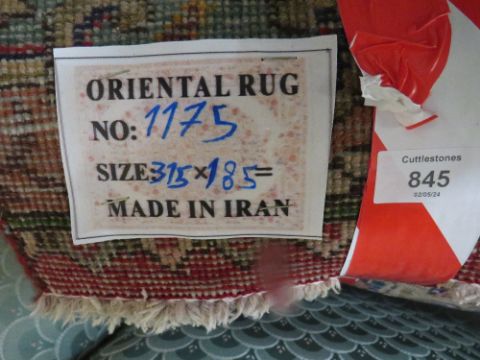 ORIENTAL RUG
NO: 1175
SIZE: 315×185=
MADE IN IRAN
Cuttlestones
845
02/05/24